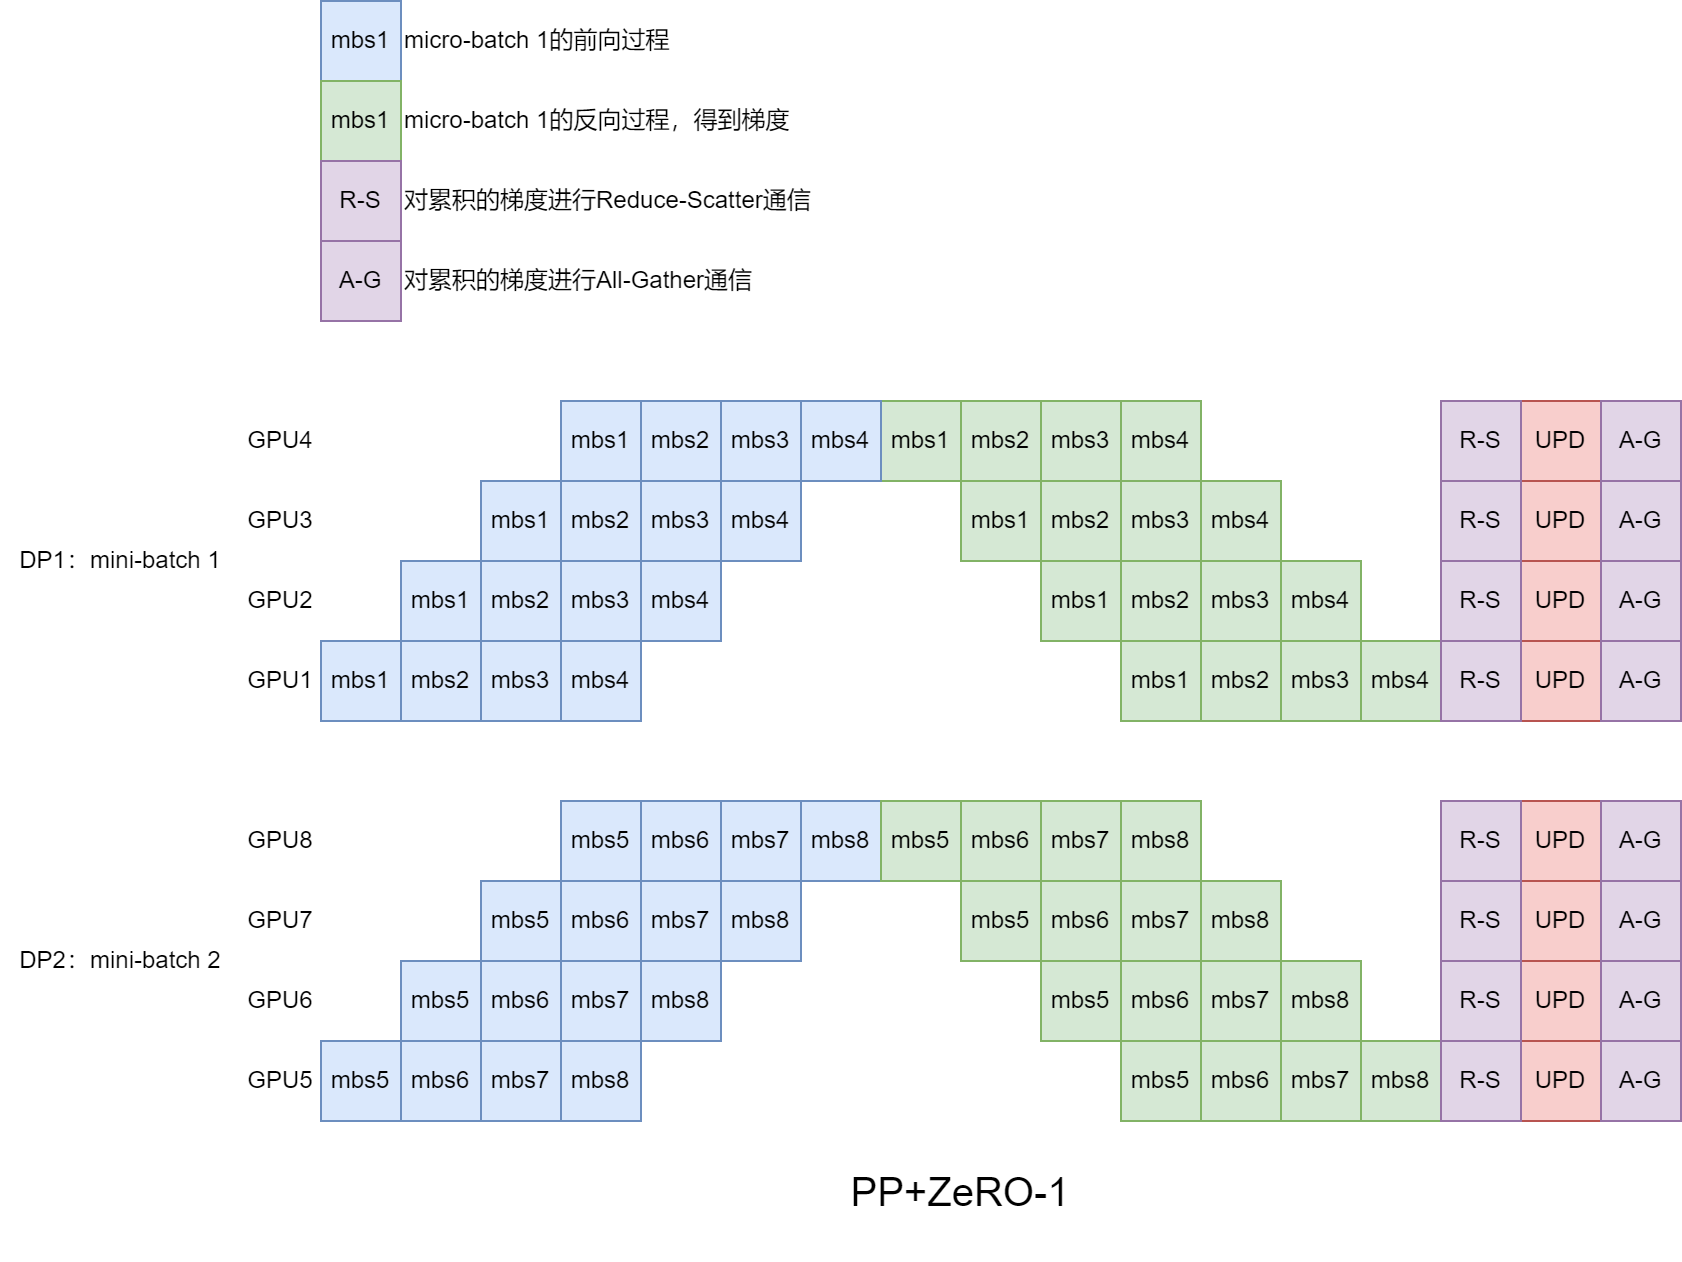 mbs1 micro-batch 1的前向过程
mbs1 micro-batch 1的反向过程，得到梯度
R-S 对累积的梯度进行Reduce-Scatter通信
A-G 对累积的梯度进行All-Gather通信
GPU4 mbs1 mbs2 mbs3 mbs4 mbs1 mbs2 mbs3 mbs4 R-S UPD A-G
GPU3 mbs1 mbs2 mbs3 mbs4 mbs1 mbs2 mbs3 mbs4 R-S UPD A-G
DP1：mini-batch 1
GPU2 mbs1 mbs2 mbs3 mbs4 mbs1 mbs2 mbs3 mbs4 R-S UPD A-G
GPU1 mbs1 mbs2 mbs3 mbs4 mbs1 mbs2 mbs3 mbs4 R-S UPD A-G
GPU8 mbs5 mbs6 mbs7 mbs8 mbs5 mbs6 mbs7 mbs8 R-S UPD A-G
GPU7 mbs5 mbs6 mbs7 mbs8 mbs5 mbs6 mbs7 mbs8 R-S UPD A-G
DP2：mini-batch 2
GPU6 mbs5 mbs6 mbs7 mbs8 mbs5 mbs6 mbs7 mbs8 R-S UPD A-G
GPU5 mbs5 mbs6 mbs7 mbs8 mbs5 mbs6 mbs7 mbs8 R-S UPD A-G
PP+ZeRO-1